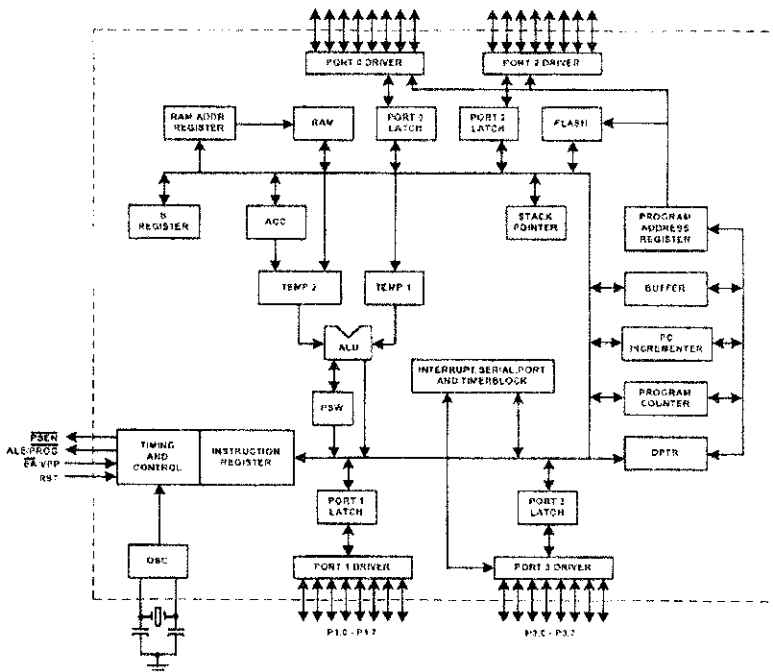 PORT 0 DRIVER
PORT 2 DRIVER
RAM ADDR
REGISTER
RAM
PORT 0
LATCH
PORT 2
LATCH
FLASH
B
REGISTER
ACC
STACK
POINTER
PROGRAM
ADDRESS
REGISTER
TEMP 2
TEMP 1
BUFFER
ALU
PC
INCREMENTER
INTERRUPT, SERIAL, PORT
AND TIMER BLOCK
PSW
PROGRAM
COUNTER
PSEN
ALE/PROG
EA/VPP
RST
TIMING
AND
CONTROL
INSTRUCTION
REGISTER
DPTR
PORT 1
LATCH
PORT 3
LATCH
OSC
PORT 1 DRIVER
PORT 3 DRIVER
P1.0 - P1.7
P3.0 - P3.7